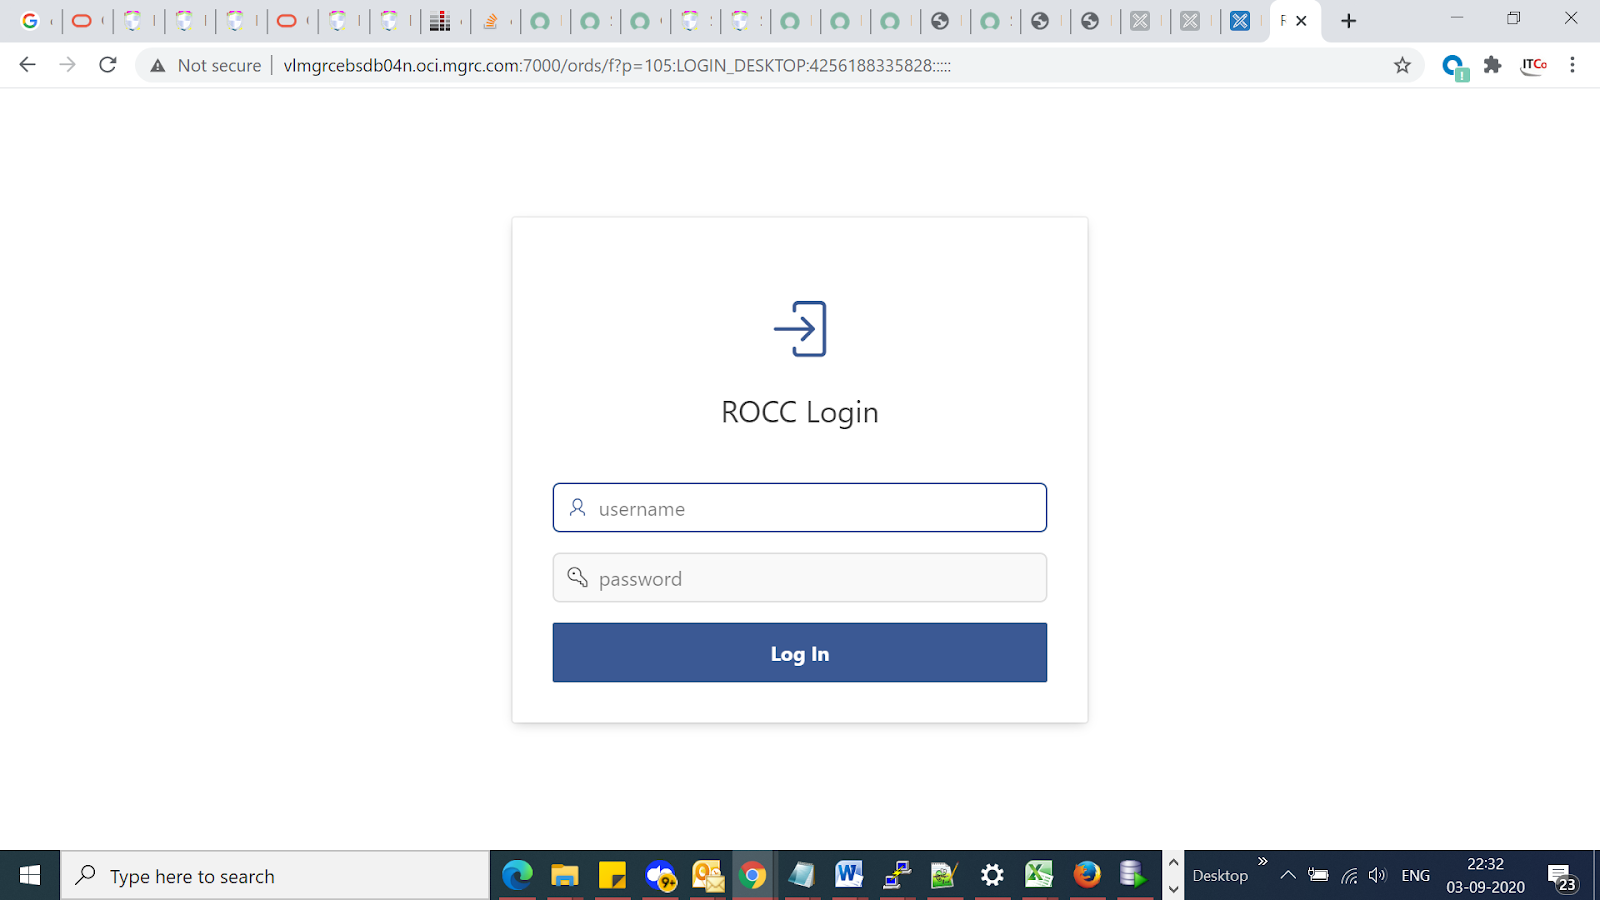 Not secure | vlmgrcebsdb04n.oci.mgrc.com:7000/ords/f?p=105:LOGIN_DESKTOP:4256188335828:::::
ITCo
ROCC Login
username
password
Log In
Type here to search
9+
Desktop
ENG
22:32
03-09-2020
23